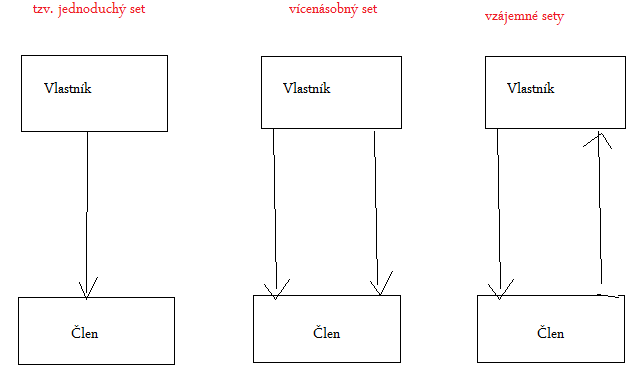 tzv. jednoduchý set
vícenásobný set
vzájemné sety
Vlastník
Vlastník
Vlastník
Člen
Člen
Člen